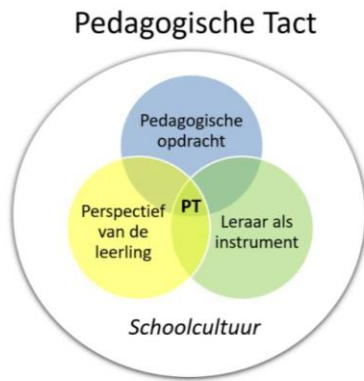 Pedagogische Tact
Pedagogische
opdracht
PT
Perspectief
van de
leerling
Leraar als
instrument
Schoolcultuur